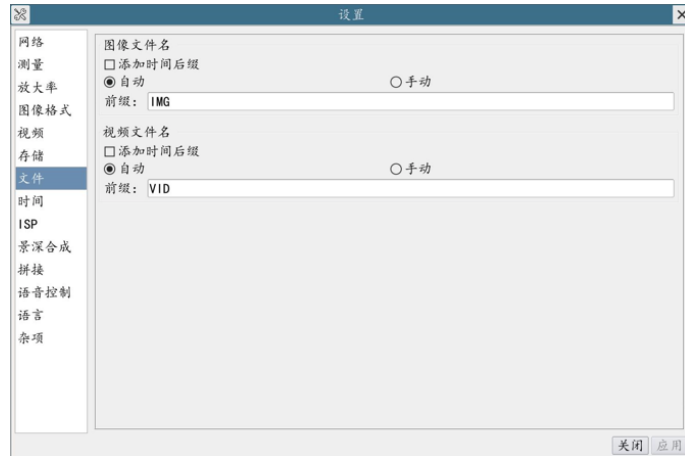 设置
网络
测量
放大率
图像格式
视频
存储
文件
时间
ISP
景深合成
拼接
语音控制
语言
杂项
图像文件名
添加时间后缀
自动 手动
前缀: IMG
视频文件名
添加时间后缀
自动 手动
前缀: VID
关闭 应用